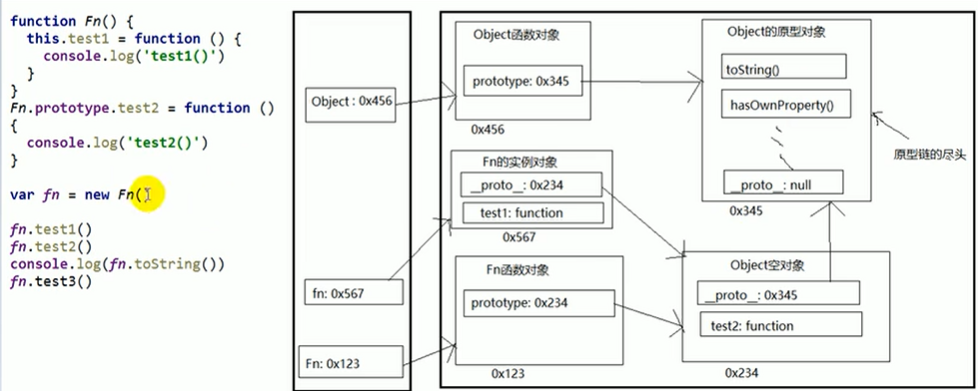 function Fn() {
this.test1 = function () {
console.log('test1()')
}
}
Fn.prototype.test2 = function ()
{
console.log('test2()')
}
var fn = new Fn()
fn.test1()
fn.test2()
console.log(fn.toString())
fn.test3()
Object : 0x456
fn: 0x567
Fn: 0x123
Object函数对象
prototype: 0x345
0x456
Fn的实例对象
__proto__: 0x234
test1: function
0x567
Fn函数对象
prototype: 0x234
0x123
Object的原型对象
toString()
hasOwnProperty()
__proto__: null
0x345
原型链的尽头
Object空对象
__proto__: 0x345
test2: function
0x234